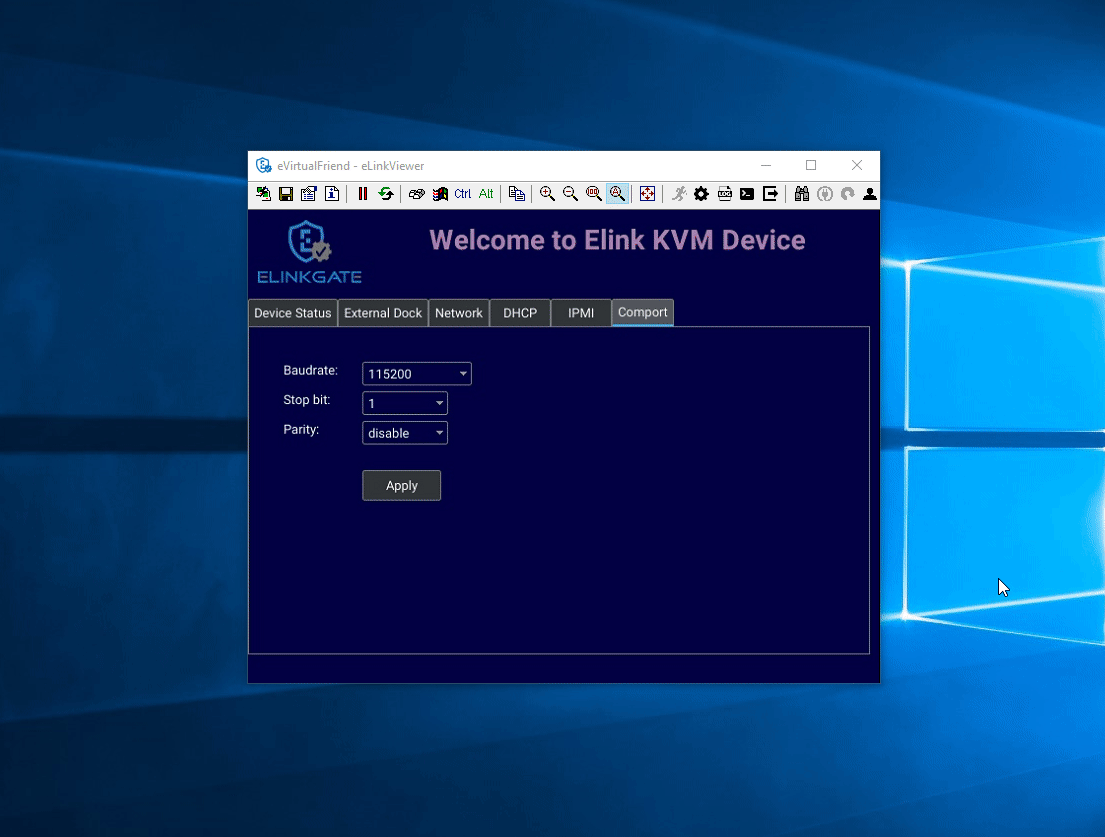 eVirtualFriend - eLinkViewer
Ctrl Alt
ELINKGATE
Welcome to Elink KVM Device
Device Status External Dock Network DHCP IPMI Comport
Baudrate: 115200
Stop bit: 1
Parity: disable
Apply